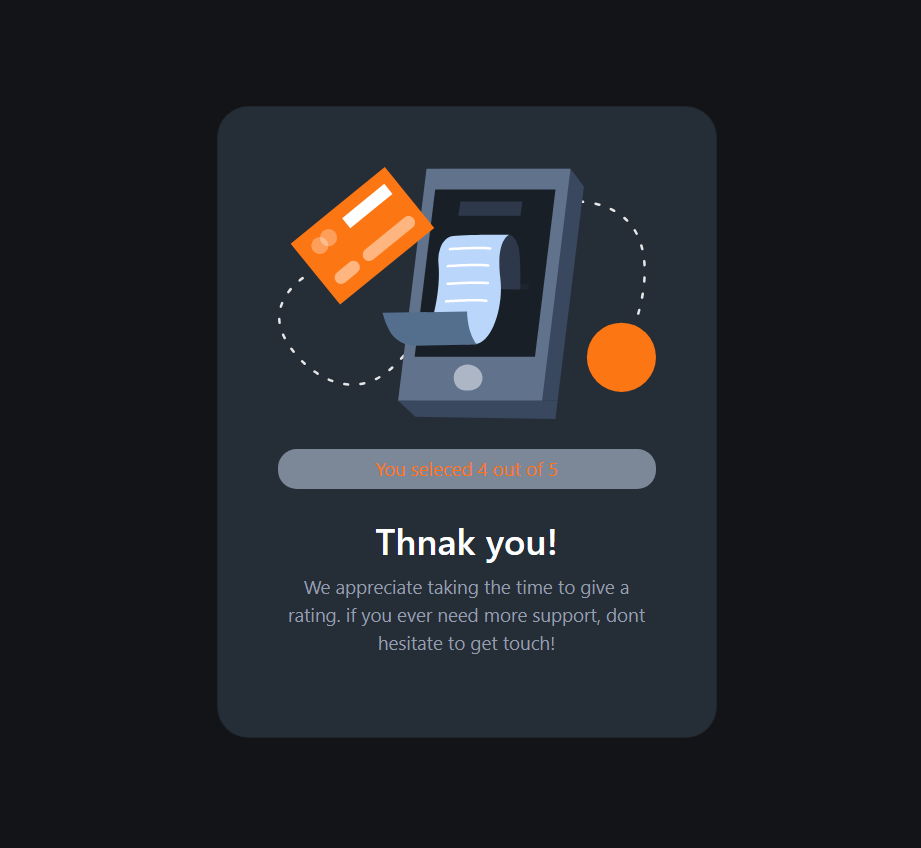 You seleced 4 out of 5
Thnak you!
We appreciate taking the time to give a
rating. if you ever need more support, dont
hesitate to get touch!